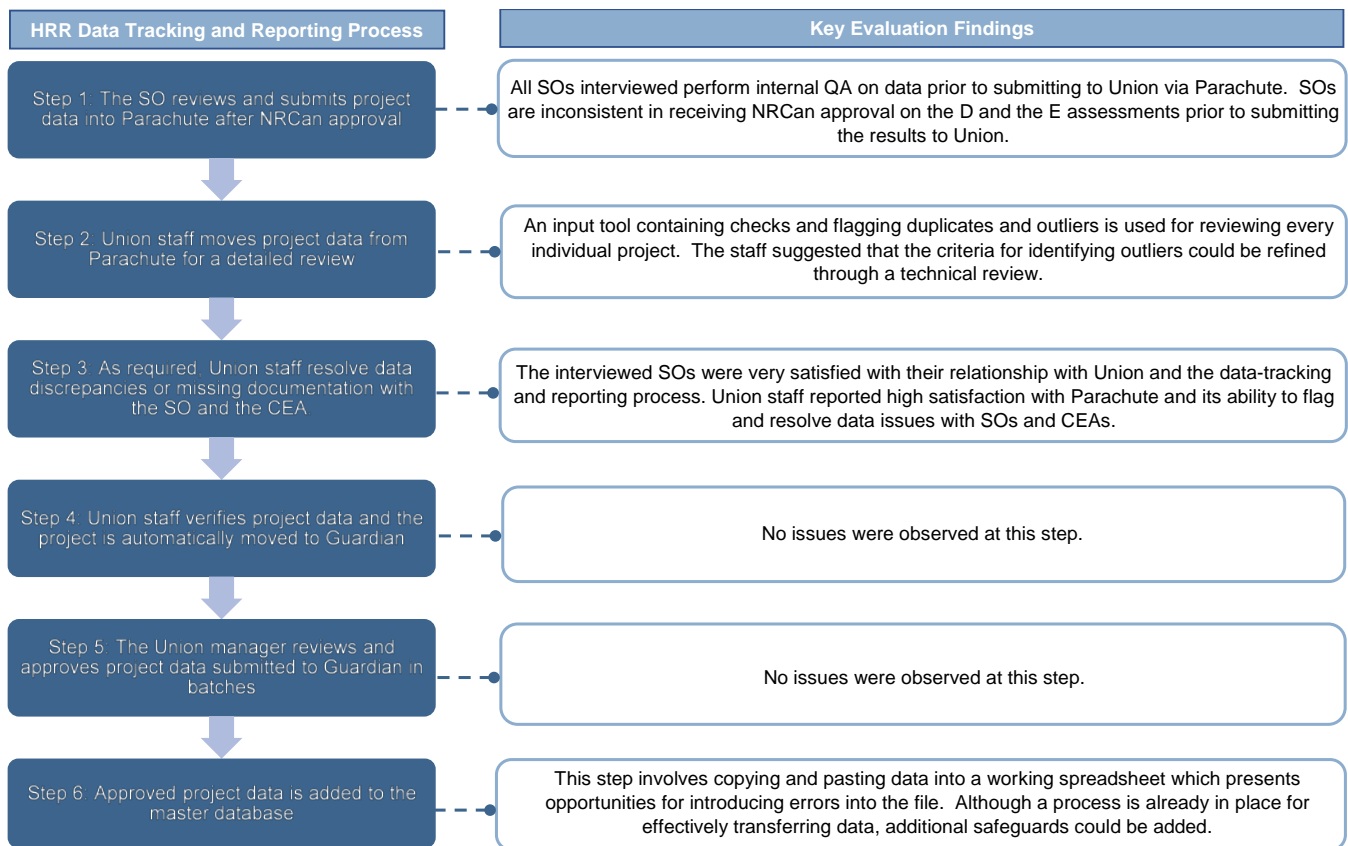 HRR Data Tracking and Reporting Process
Key Evaluation Findings
Step 1: The SO reviews and submits project
data into Parachute after NRCan approval
All SOs interviewed perform internal QA on data prior to submitting to Union via Parachute. SOs
are inconsistent in receiving NRCan approval on the D and the E assessments prior to submitting
the results to Union.
Step 2: Union staff moves project data from
Parachute for a detailed review
An input tool containing checks and flagging duplicates and outliers is used for reviewing every
individual project. The staff suggested that the criteria for identifying outliers could be refined
through a technical review.
Step 3: As required, Union staff resolve data
discrepancies or missing documentation with
the SO and the CEA
The interviewed SOs were very satisfied with their relationship with Union and the data-tracking
and reporting process. Union staff reported high satisfaction with Parachute and its ability to flag
and resolve data issues with SOs and CEAs.
Step 4: Union staff verifies project data and the
project is automatically moved to Guardian
No issues were observed at this step.
Step 5: The Union manager reviews and
approves project data submitted to Guardian in
batches
No issues were observed at this step.
Step 6: Approved project data is added to the
master database
This step involves copying and pasting data into a working spreadsheet which presents
opportunities for introducing errors into the file. Although a process is already in place for
effectively transferring data, additional safeguards could be added.